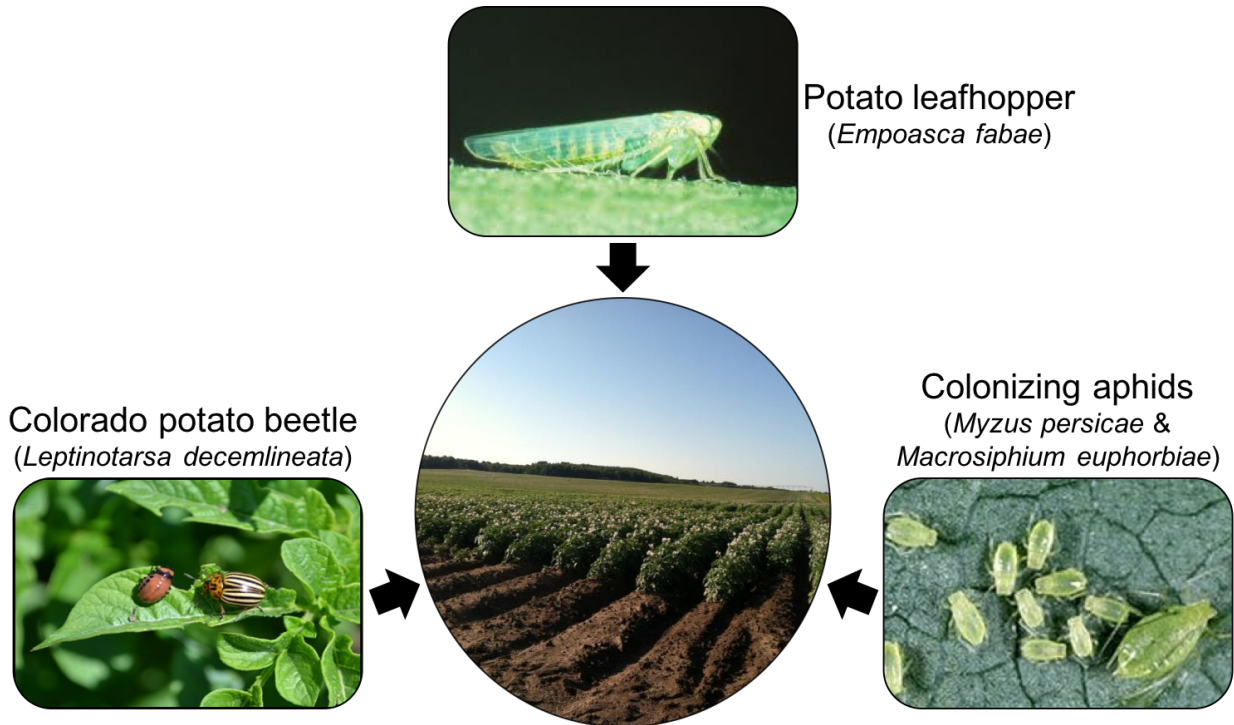 Potato leafhopper
(Empoasca fabae)
Colorado potato beetle
(Leptinotarsa decemlineata)
Colonizing aphids
(Myzus persicae &
Macrosiphium euphorbiae)